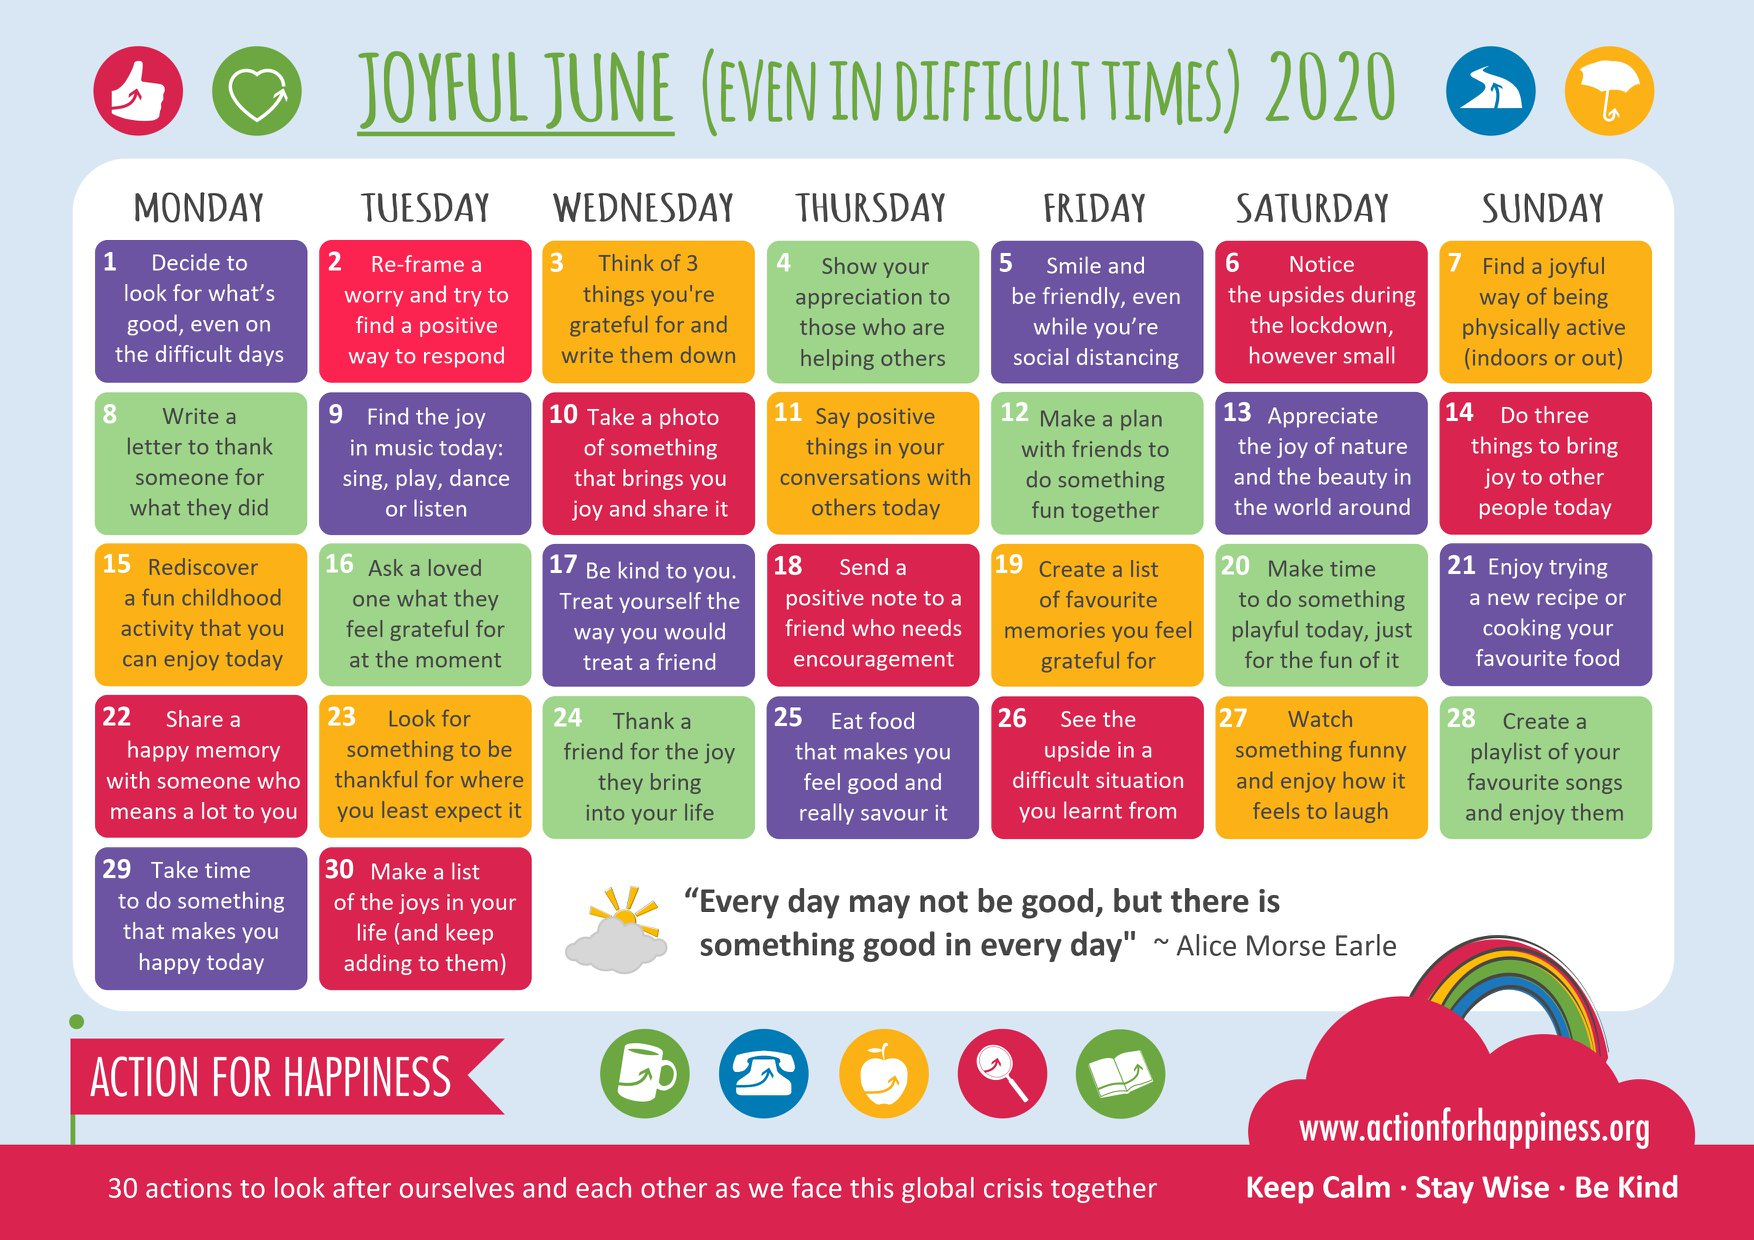 JOYFUL JUNE (EVEN IN DIFFICULT TIMES) 2020
MONDAY
TUESDAY
WEDNESDAY
THURSDAY
FRIDAY
SATURDAY
SUNDAY
1 Decide to
look for what's
good, even on
the difficult days
2 Re-frame a
worry and try to
find a positive
way to respond
3 Think of 3
things you're
grateful for and
write them down
4 Show your
appreciation to
those who are
helping others
5 Smile and
be friendly, even
while you're
social distancing
6 Notice
the upsides during
the lockdown,
however small
7 Find a joyful
way of being
physically active
(indoors or out)
8 Write a
letter to thank
someone for
what they did
9 Find the joy
in music today:
sing, play, dance
or listen
10 Take a photo
of something
that brings you
joy and share it
11 Say positive
things in your
conversations with
others today
12 Make a plan
with friends to
do something
fun together
13 Appreciate
the joy of nature
and the beauty in
the world around
14 Do three
things to bring
joy to other
people today
15 Rediscover
a fun childhood
activity that you
can enjoy today
16 Ask a loved
one what they
feel grateful for
at the moment
17 Be kind to you.
Treat yourself the
way you would
treat a friend
18 Send a
positive note to a
friend who needs
encouragement
19 Create a list
of favourite
memories you feel
grateful for
20 Make time
to do something
playful today, just
for the fun of it
21 Enjoy trying
a new recipe or
cooking your
favourite food
22 Share a
happy memory
with someone who
means a lot to you
23 Look for
something to be
thankful for where
you least expect it
24 Thank a
friend for the joy
they bring
into your life
25 Eat food
that makes you
feel good and
really savour it
26 See the
upside in a
difficult situation
you learnt from
27 Watch
something funny
and enjoy how it
feels to laugh
28 Create a
playlist of your
favourite songs
and enjoy them
29 Take time
to do something
that makes you
happy today
30 Make a list
of the joys in your
life (and keep
adding to them)
“Every day may not be good, but there is
something good in every day" ~ Alice Morse Earle
ACTION FOR HAPPINESS
www.actionforhappiness.org
30 actions to look after ourselves and each other as we face this global crisis together
Keep Calm · Stay Wise · Be Kind